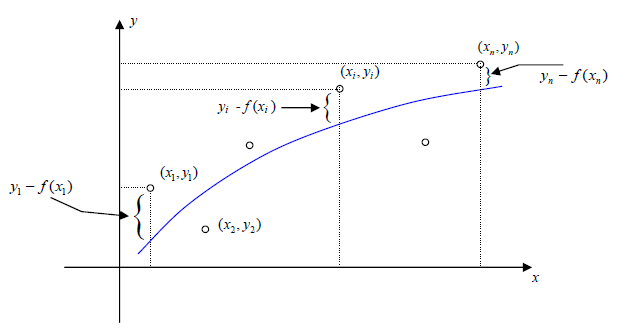 y
(xₙ, yₙ)
(xᵢ, yᵢ)
yₙ − f(xₙ)
yᵢ - f(xᵢ)
(x₁, y₁)
y₁ − f(x₁)
(x₂, y₂)
x